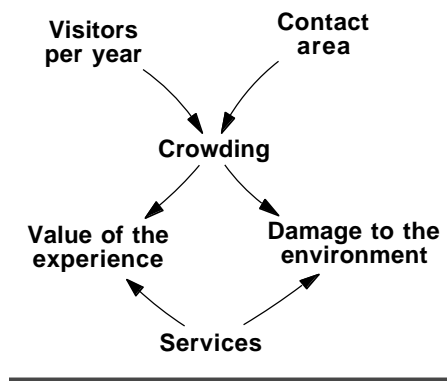 Visitors
per year
Contact
area
Crowding
Value of the
experience
Damage to the
environment
Services